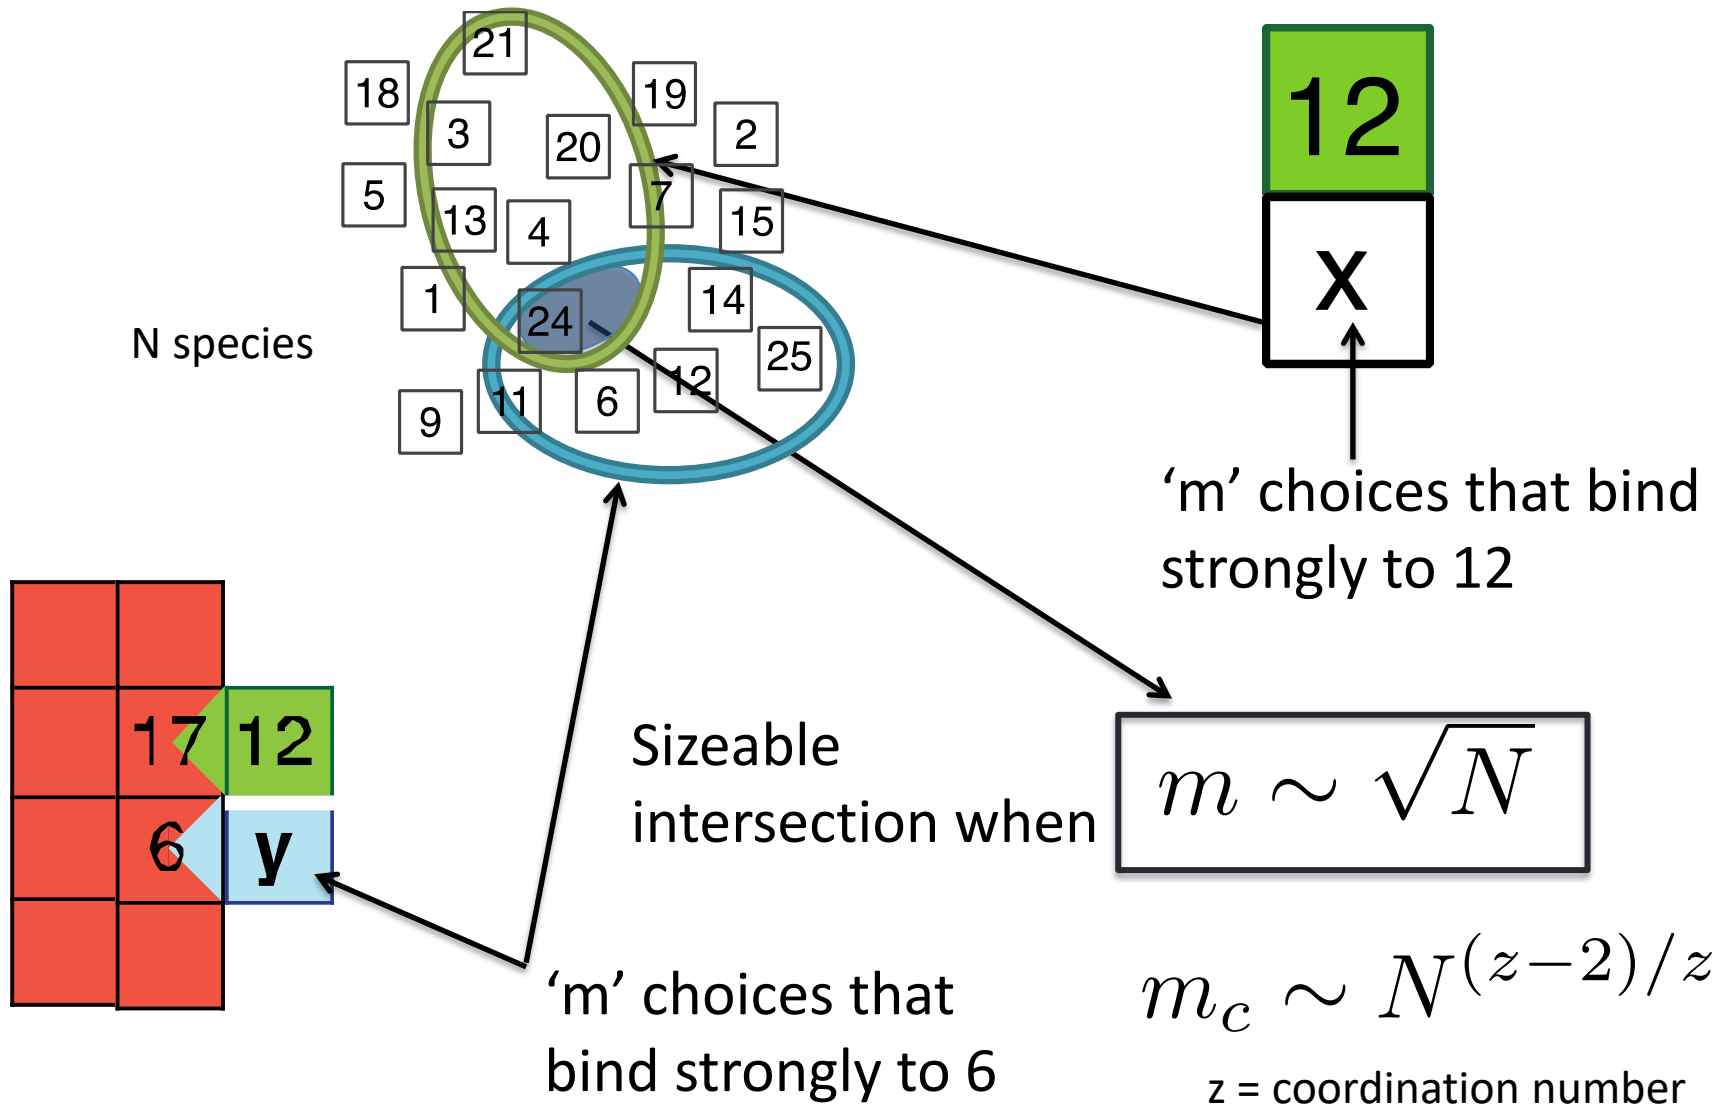 21
18
19
3
20
2
12
5
7
13
4
15
x
1
24
14
N species
25
12
11
6
9
‘m’ choices that bind
strongly to 12
17 12
Sizeable
intersection when
m ∼ √N
6 y
‘m’ choices that
bind strongly to 6
m_c ∼ N^{(z−2)/z}
z = coordination number